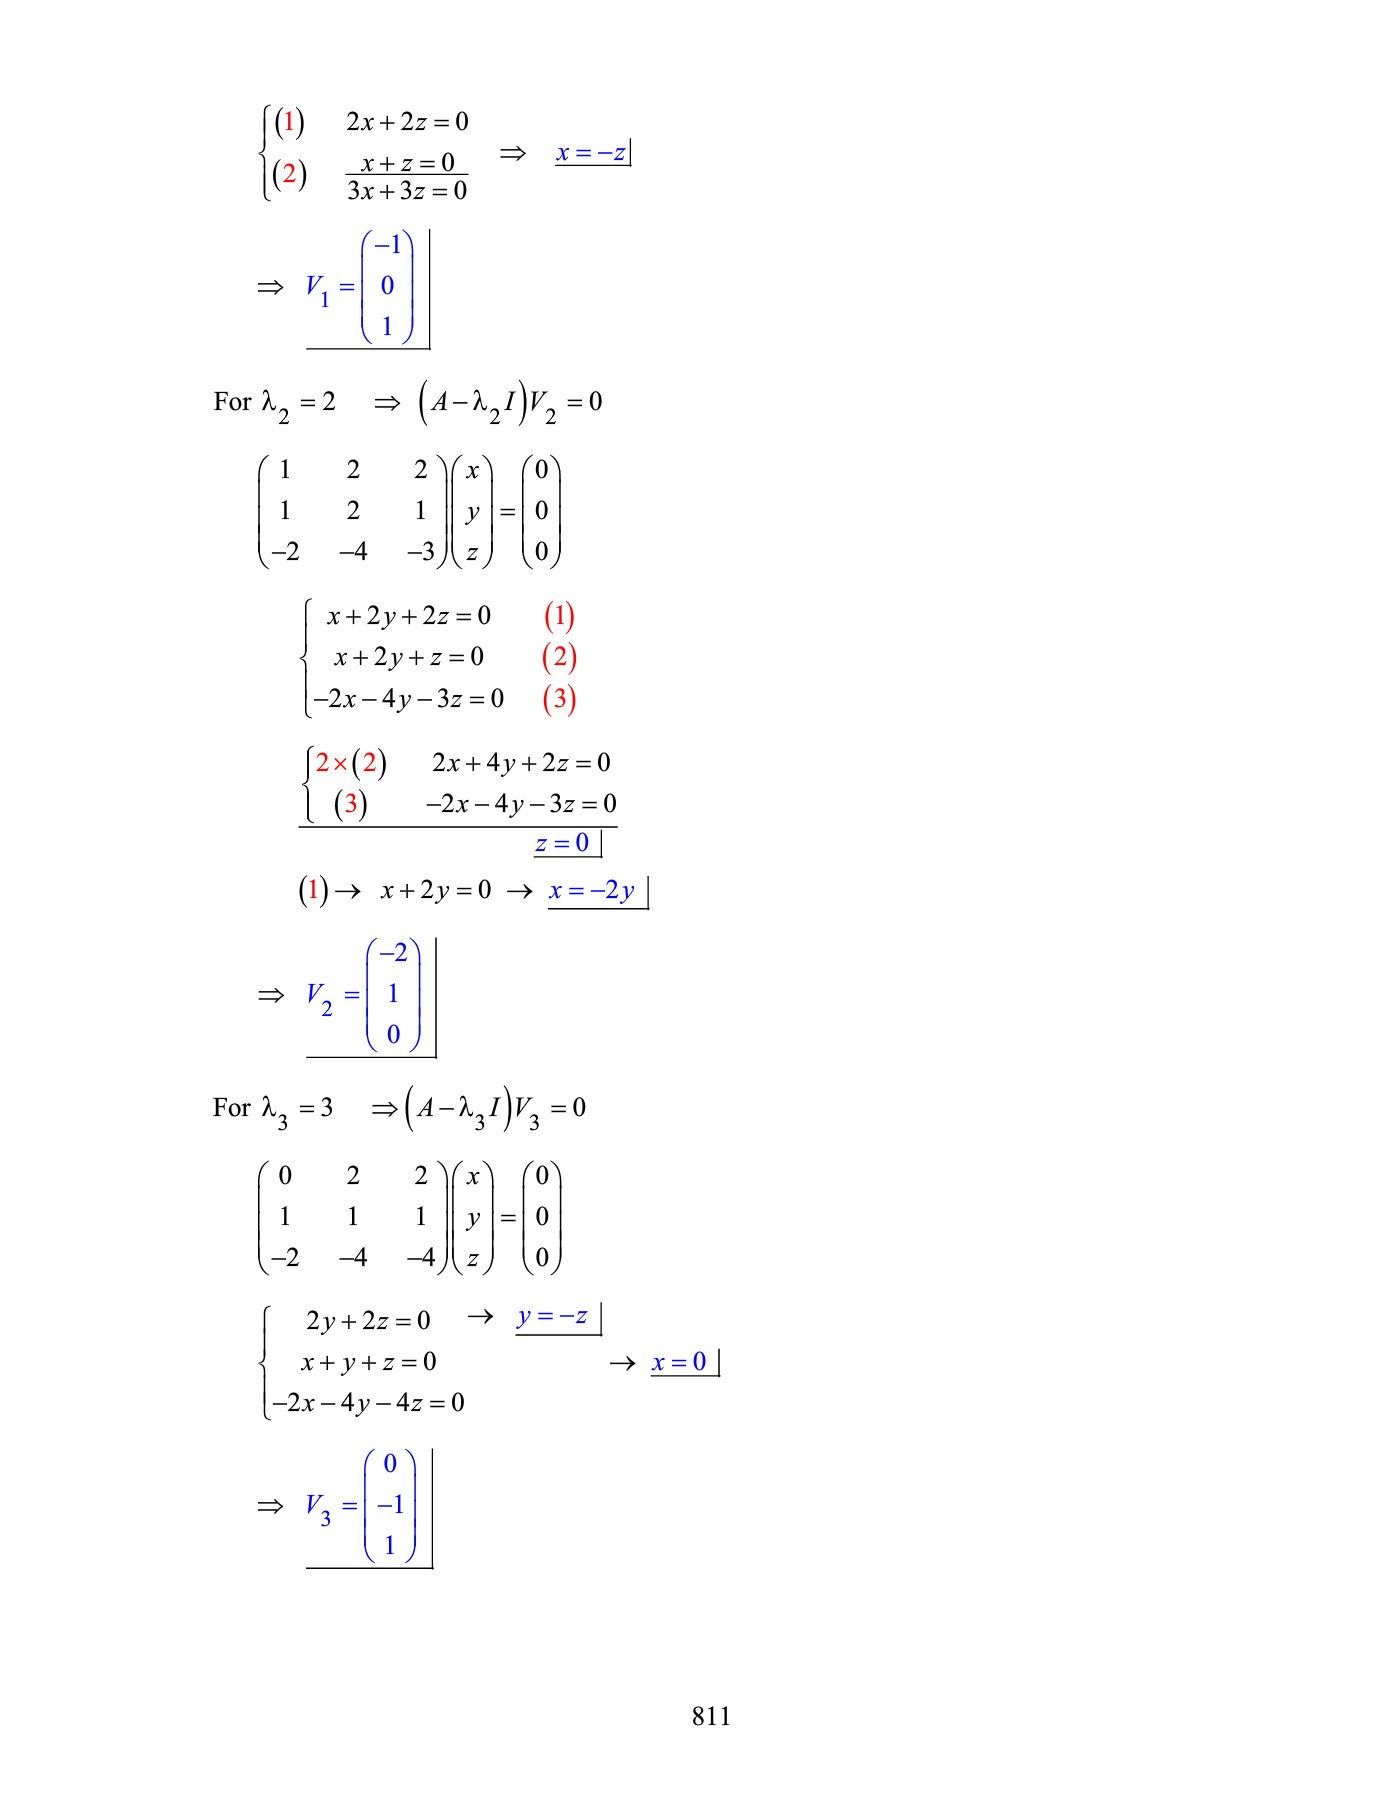 (1) 2x + 2z = 0
(2) x + z = 0 ⇒ x = −z
3x + 3z = 0
⇒ V₁ = (−1 0 1)
For λ₂ = 2 ⇒ (A − λ₂I)V₂ = 0
(1 2 2) (x) (0)
(1 2 1) (y) = (0)
(−2 −4 −3) (z) (0)
x + 2y + 2z = 0 (1)
x + 2y + z = 0 (2)
−2x − 4y − 3z = 0 (3)
2×(2) 2x + 4y + 2z = 0
(3) −2x − 4y − 3z = 0
z = 0
(1) → x + 2y = 0 → x = −2y
⇒ V₂ = (−2 1 0)
For λ₃ = 3 ⇒ (A − λ₃I)V₃ = 0
(0 2 2) (x) (0)
(1 1 1) (y) = (0)
(−2 −4 −4) (z) (0)
2y + 2z = 0 → y = −z
x + y + z = 0 → x = 0
−2x − 4y − 4z = 0
⇒ V₃ = (0 −1 1)
811